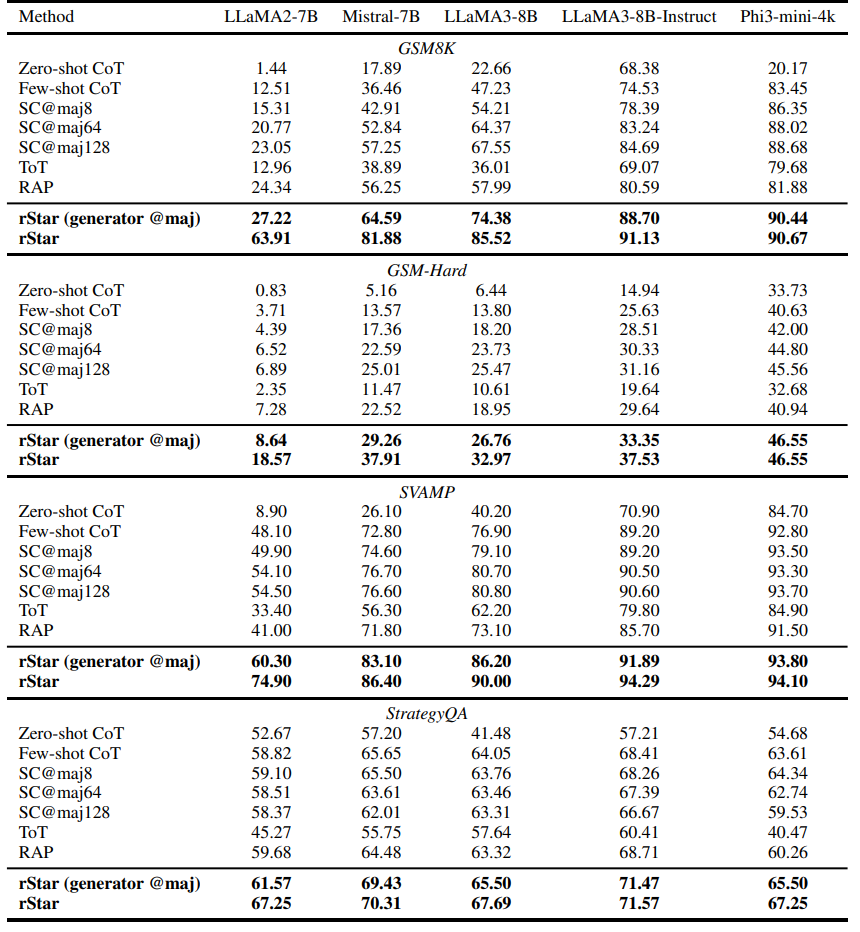 Method LLaMA2-7B Mistral-7B LLaMA3-8B LLaMA3-8B-Instruct Phi3-mini-4k
GSM8K
Zero-shot CoT 1.44 17.89 22.66 68.38 20.17
Few-shot CoT 12.51 36.46 47.23 74.53 83.45
SC@maj8 15.31 42.91 54.21 78.39 86.35
SC@maj64 20.77 52.84 64.37 83.24 88.02
SC@maj128 23.05 57.25 67.55 84.69 88.68
ToT 12.96 38.89 36.01 69.07 79.68
RAP 24.34 56.25 57.99 80.59 81.88
rStar (generator @maj) 27.22 64.59 74.38 88.70 90.44
rStar 63.91 81.88 85.52 91.13 90.67
GSM-Hard
Zero-shot CoT 0.83 5.16 6.44 14.94 33.73
Few-shot CoT 3.71 13.57 13.80 25.63 40.63
SC@maj8 4.39 17.36 18.20 28.51 42.00
SC@maj64 6.52 22.59 23.73 30.33 44.80
SC@maj128 6.89 25.01 25.47 31.16 45.56
ToT 2.35 11.47 10.61 19.64 32.68
RAP 7.28 22.52 18.95 29.64 40.94
rStar (generator @maj) 8.64 29.26 26.76 33.35 46.55
rStar 18.57 37.91 32.97 37.53 46.55
SVAMP
Zero-shot CoT 8.90 26.10 40.20 70.90 84.70
Few-shot CoT 48.10 72.80 76.90 89.20 92.80
SC@maj8 49.90 74.60 79.10 89.20 93.50
SC@maj64 54.10 76.70 80.70 90.50 93.30
SC@maj128 54.50 76.60 80.80 90.60 93.70
ToT 33.40 56.30 62.20 79.80 84.90
RAP 41.00 71.80 73.10 85.70 91.50
rStar (generator @maj) 60.30 83.10 86.20 91.89 93.80
rStar 74.90 86.40 90.00 94.29 94.10
StrategyQA
Zero-shot CoT 52.67 57.20 41.48 57.21 54.68
Few-shot CoT 58.82 65.65 64.05 68.41 63.61
SC@maj8 59.10 65.50 63.76 68.26 64.34
SC@maj64 58.51 63.61 63.46 67.39 62.74
SC@maj128 58.37 62.01 63.31 66.67 59.53
ToT 45.27 55.75 57.64 60.41 40.47
RAP 59.68 64.48 63.32 68.71 60.26
rStar (generator @maj) 61.57 69.43 65.50 71.47 65.50
rStar 67.25 70.31 67.69 71.57 67.25